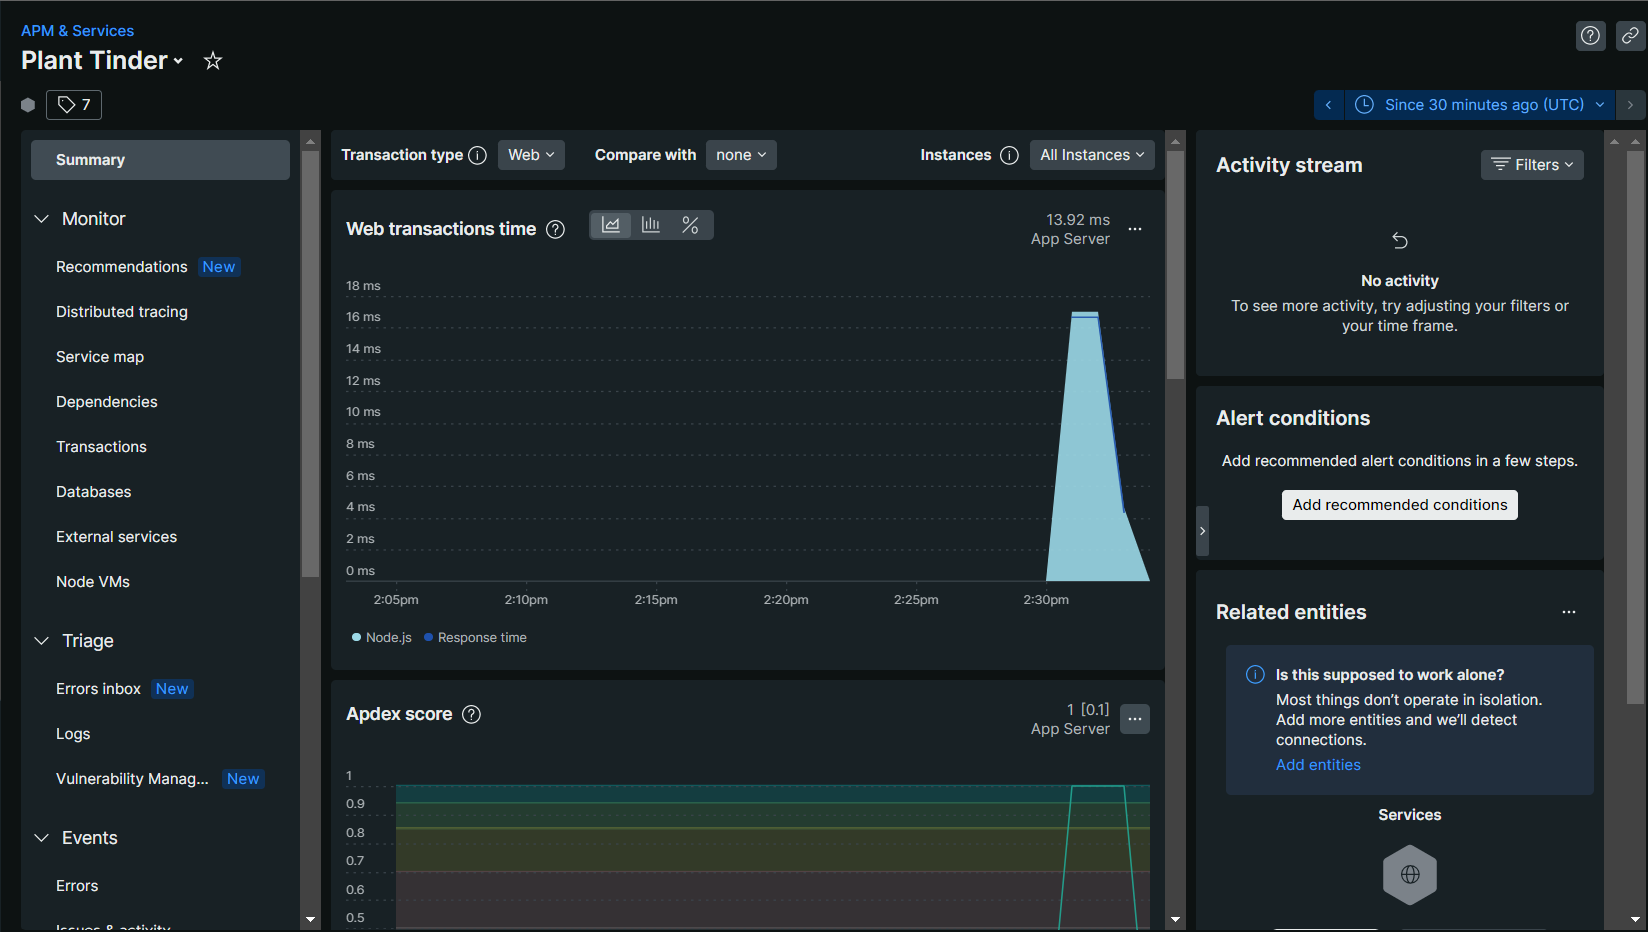 APM & Services
Plant Tinder
7
Since 30 minutes ago (UTC)
Summary
Monitor
Recommendations New
Distributed tracing
Service map
Dependencies
Transactions
Databases
External services
Node VMs
Triage
Errors inbox New
Logs
Vulnerability Manag... New
Events
Errors
Issues & activity
Transaction type Web Compare with none Instances All Instances
Web transactions time
%
13.92 ms
App Server
18 ms
16 ms
14 ms
12 ms
10 ms
8 ms
6 ms
4 ms
2 ms
0 ms
2:05pm 2:10pm 2:15pm 2:20pm 2:25pm 2:30pm
Node.js Response time
Apdex score
1 [0.1]
App Server
1
0.9
0.8
0.7
0.6
0.5
Activity stream
Filters
No activity
To see more activity, try adjusting your filters or
your time frame.
Alert conditions
Add recommended alert conditions in a few steps.
Add recommended conditions
Related entities
Is this supposed to work alone?
Most things don’t operate in isolation.
Add more entities and we’ll detect
connections.
Add entities
Services